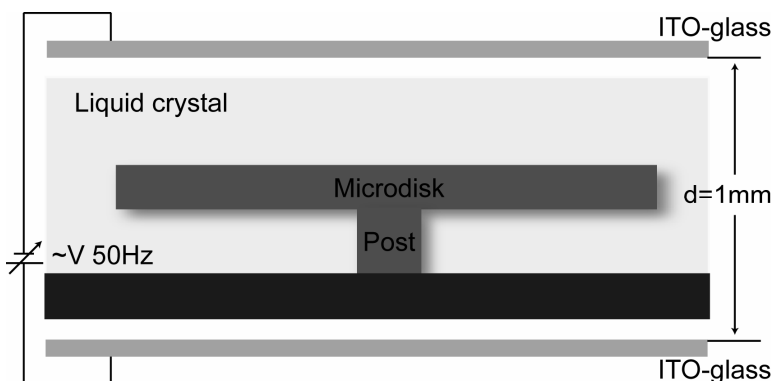 ITO-glass
Liquid crystal
Microdisk
d=1mm
Post
~V 50Hz
ITO-glass